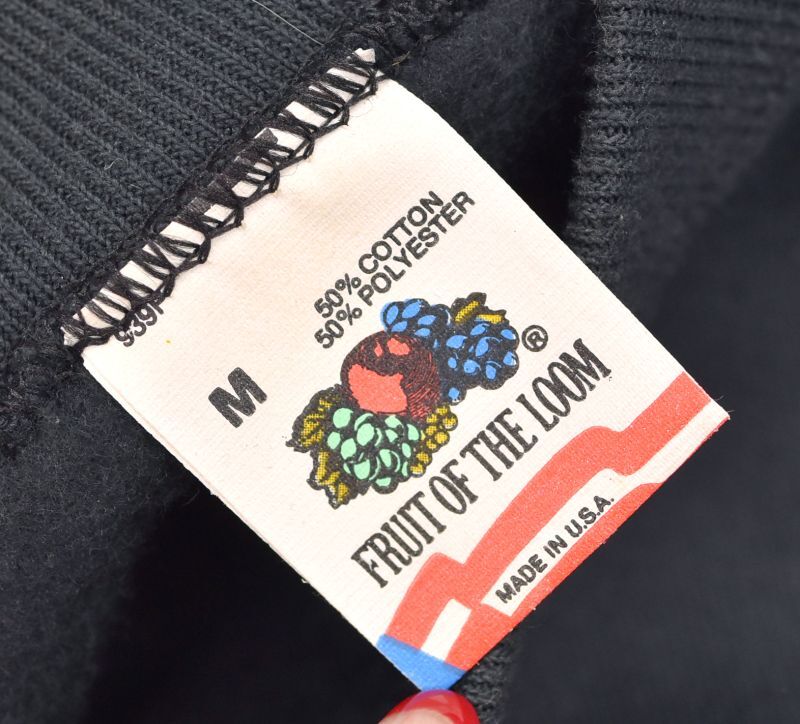 50% COTTON
50% POLYESTER
M
®
FRUIT OF THE LOOM
MADE IN U.S.A.